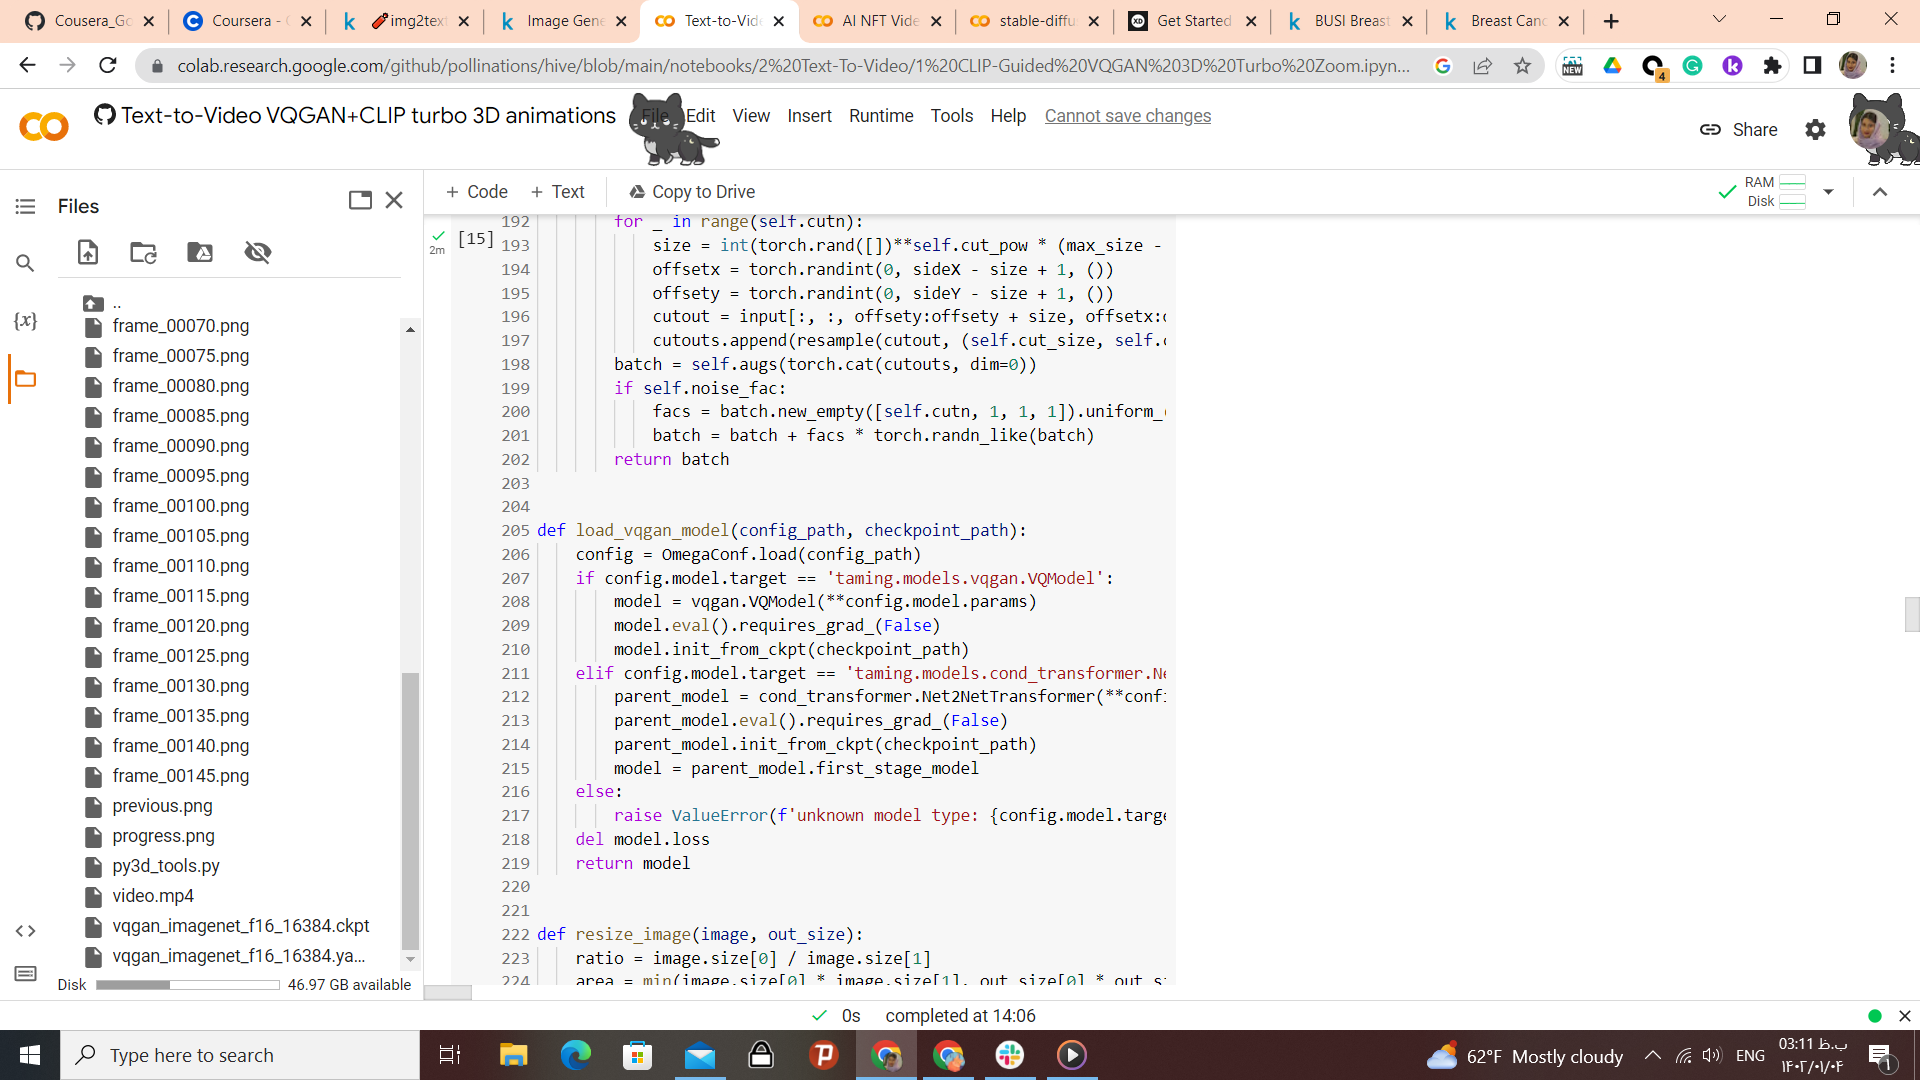 Cousera_Go
Coursera - C
img2text
Image Gene
Text-to-Vide
AI NFT Vide
stable-diffu
Get Started
BUSI Breast
Breast Canc
colab.research.google.com/github/pollinations/hive/blob/main/notebooks/2%20Text-To-Video/1%20CLIP-Guided%20VQGAN%203D%20Turbo%20Zoom.ipyn...
NEW
4
Text-to-Video VQGAN+CLIP turbo 3D animations
File Edit View Insert Runtime Tools Help Cannot save changes
Share
Files
+ Code + Text Copy to Drive
RAM
Disk
..
frame_00070.png
frame_00075.png
frame_00080.png
frame_00085.png
frame_00090.png
frame_00095.png
frame_00100.png
frame_00105.png
frame_00110.png
frame_00115.png
frame_00120.png
frame_00125.png
frame_00130.png
frame_00135.png
frame_00140.png
frame_00145.png
previous.png
progress.png
py3d_tools.py
video.mp4
vqgan_imagenet_f16_16384.ckpt
vqgan_imagenet_f16_16384.ya...
Disk 46.97 GB available
2m
[15]
192 for _ in range(self.cutn):
193 size = int(torch.rand([])**self.cut_pow * (max_size -
194 offsetx = torch.randint(0, sideX - size + 1, ())
195 offsety = torch.randint(0, sideY - size + 1, ())
196 cutout = input[:, :, offsety:offsety + size, offsetx:o
197 cutouts.append(resample(cutout, (self.cut_size, self.c
198 batch = self.augs(torch.cat(cutouts, dim=0))
199 if self.noise_fac:
200 facs = batch.new_empty([self.cutn, 1, 1, 1]).uniform_(
201 batch = batch + facs * torch.randn_like(batch)
202 return batch
203
204
205 def load_vqgan_model(config_path, checkpoint_path):
206 config = OmegaConf.load(config_path)
207 if config.model.target == 'taming.models.vqgan.VQModel':
208 model = vqgan.VQModel(**config.model.params)
209 model.eval().requires_grad_(False)
210 model.init_from_ckpt(checkpoint_path)
211 elif config.model.target == 'taming.models.cond_transformer.Ne
212 parent_model = cond_transformer.Net2NetTransformer(**confi
213 parent_model.eval().requires_grad_(False)
214 parent_model.init_from_ckpt(checkpoint_path)
215 model = parent_model.first_stage_model
216 else:
217 raise ValueError(f'unknown model type: {config.model.targe
218 del model.loss
219 return model
220
221
222 def resize_image(image, out_size):
223 ratio = image.size[0] / image.size[1]
224 area = min(image.size[0] * image.size[1], out_size[0] * out_si
0s completed at 14:06
Type here to search
62°F Mostly cloudy
ENG
03:11 ب.ظ
۱۴۰۲/۰۱/۰۴
1